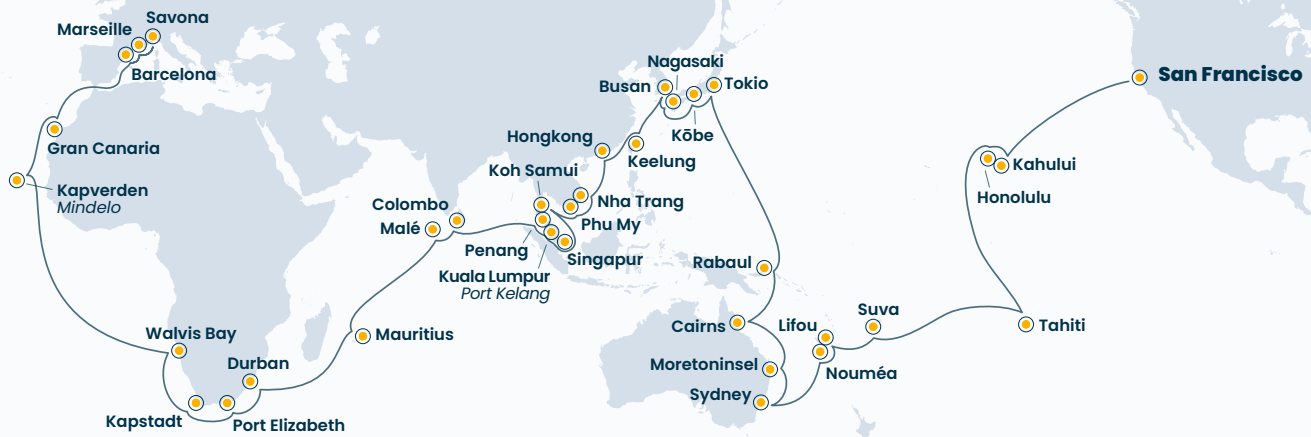 Savona
Marseille
Barcelona
Gran Canaria
Kapverden
Mindelo
Walvis Bay
Kapstadt
Port Elizabeth
Durban
Mauritius
Malé
Colombo
Penang
Kuala Lumpur
Port Kelang
Singapur
Koh Samui
Phu My
Nha Trang
Hongkong
Keelung
Busan
Nagasaki
Kōbe
Tokio
Rabaul
Cairns
Moretoninsel
Sydney
Nouméa
Lifou
Suva
Tahiti
Honolulu
Kahului
San Francisco